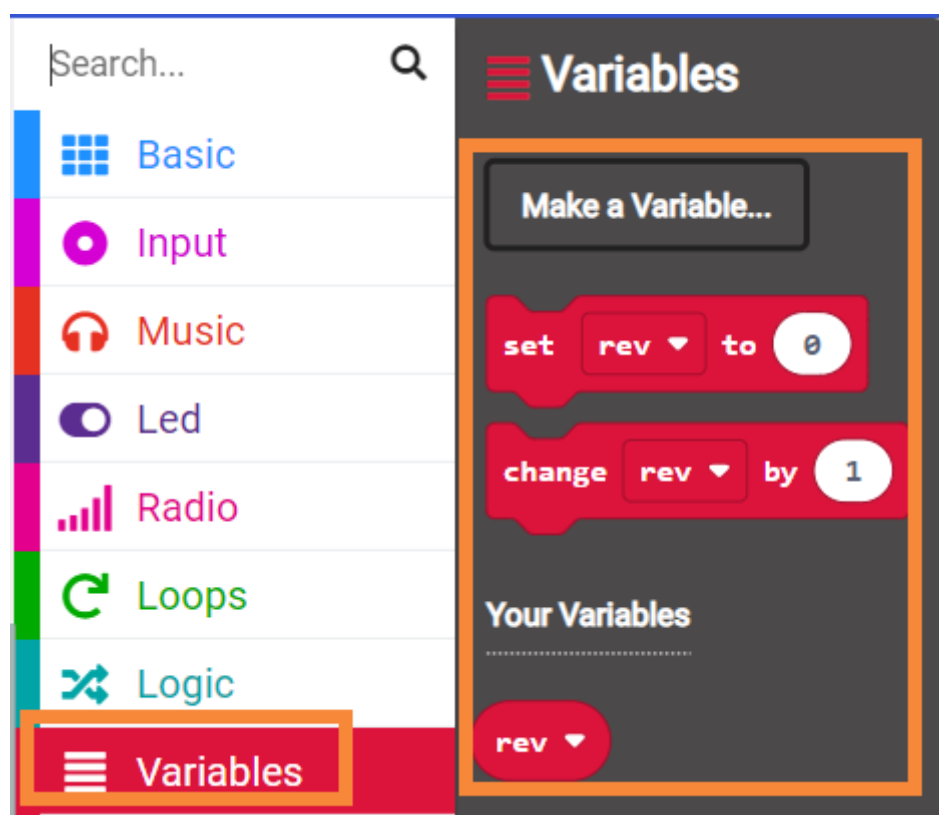 Search...
Basic
Input
Music
Led
Radio
Loops
Logic
Variables
Variables
Make a Variable...
set rev to 0
change rev by 1
Your Variables
rev